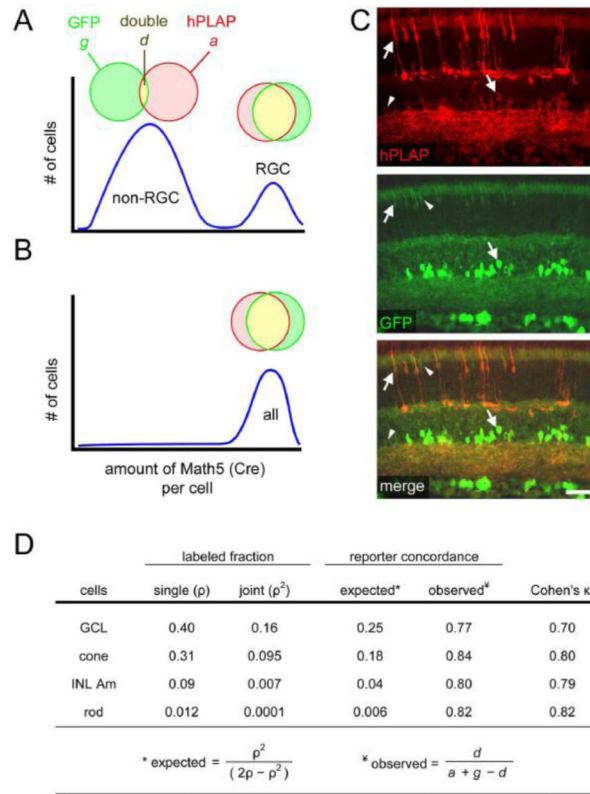 A
GFP double hPLAP
g d a
# of cells
non-RGC
RGC
B
# of cells
all
amount of Math5 (Cre)
per cell
C
hPLAP
GFP
merge
D
labeled fraction reporter concordance
cells single (ρ) joint (ρ²) expected* observed¥ Cohen's κ
GCL 0.40 0.16 0.25 0.77 0.70
cone 0.31 0.095 0.18 0.84 0.80
INL Am 0.09 0.007 0.04 0.80 0.79
rod 0.012 0.0001 0.006 0.82 0.82
* expected = ρ² / (2ρ − ρ²) ¥ observed = d / a + g − d